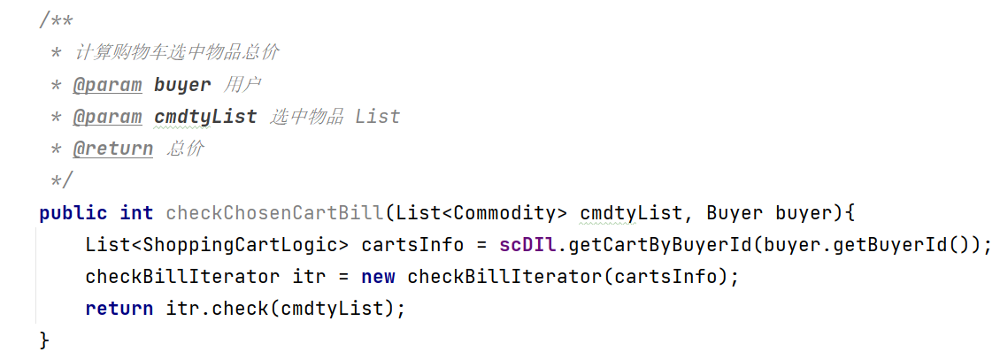 /**
 * 计算购物车选中物品总价
 * @param buyer 用户
 * @param cmdtyList 选中物品 List
 * @return 总价
 */
public int checkChosenCartBill(List<Commodity> cmdtyList, Buyer buyer){
    List<ShoppingCartLogic> cartsInfo = scDIl.getCartByBuyerId(buyer.getBuyerId());
    checkBillIterator itr = new checkBillIterator(cartsInfo);
    return itr.check(cmdtyList);
}